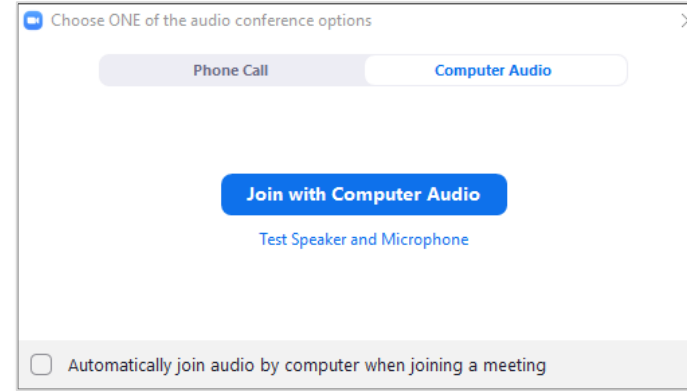 Choose ONE of the audio conference options
Phone Call
Computer Audio
Join with Computer Audio
Test Speaker and Microphone
Automatically join audio by computer when joining a meeting